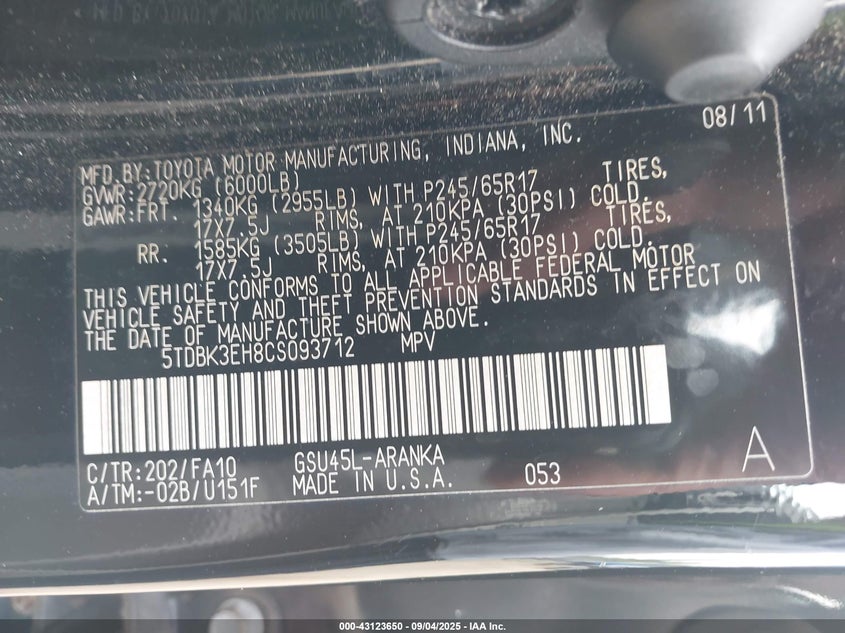 08/11
MFD.BY:TOYOTA MOTOR MANUFACTURING, INDIANA, INC.
GVWR:2720KG (6000LB)
GAWR:FRT. 1340KG (2955LB) WITH P245/65R17 TIRES,
17X7.5J RIMS, AT 210KPA (30PSI) COLD.
RR. 1585KG (3505LB) WITH P245/65R17 TIRES,
17X7.5J RIMS, AT 210KPA (30PSI) COLD.
THIS VEHICLE CONFORMS TO ALL APPLICABLE FEDERAL MOTOR
VEHICLE SAFETY AND THEFT PREVENTION STANDARDS IN EFFECT ON
THE DATE OF MANUFACTURE SHOWN ABOVE.
5TDBK3EH8CS093712 MPV
C/TR:202/FA10 GSU45L-ARANKA
A/TM:-02B/U151F MADE IN U.S.A. 053 A
000-43123650 - 09/04/2025 - IAA Inc.